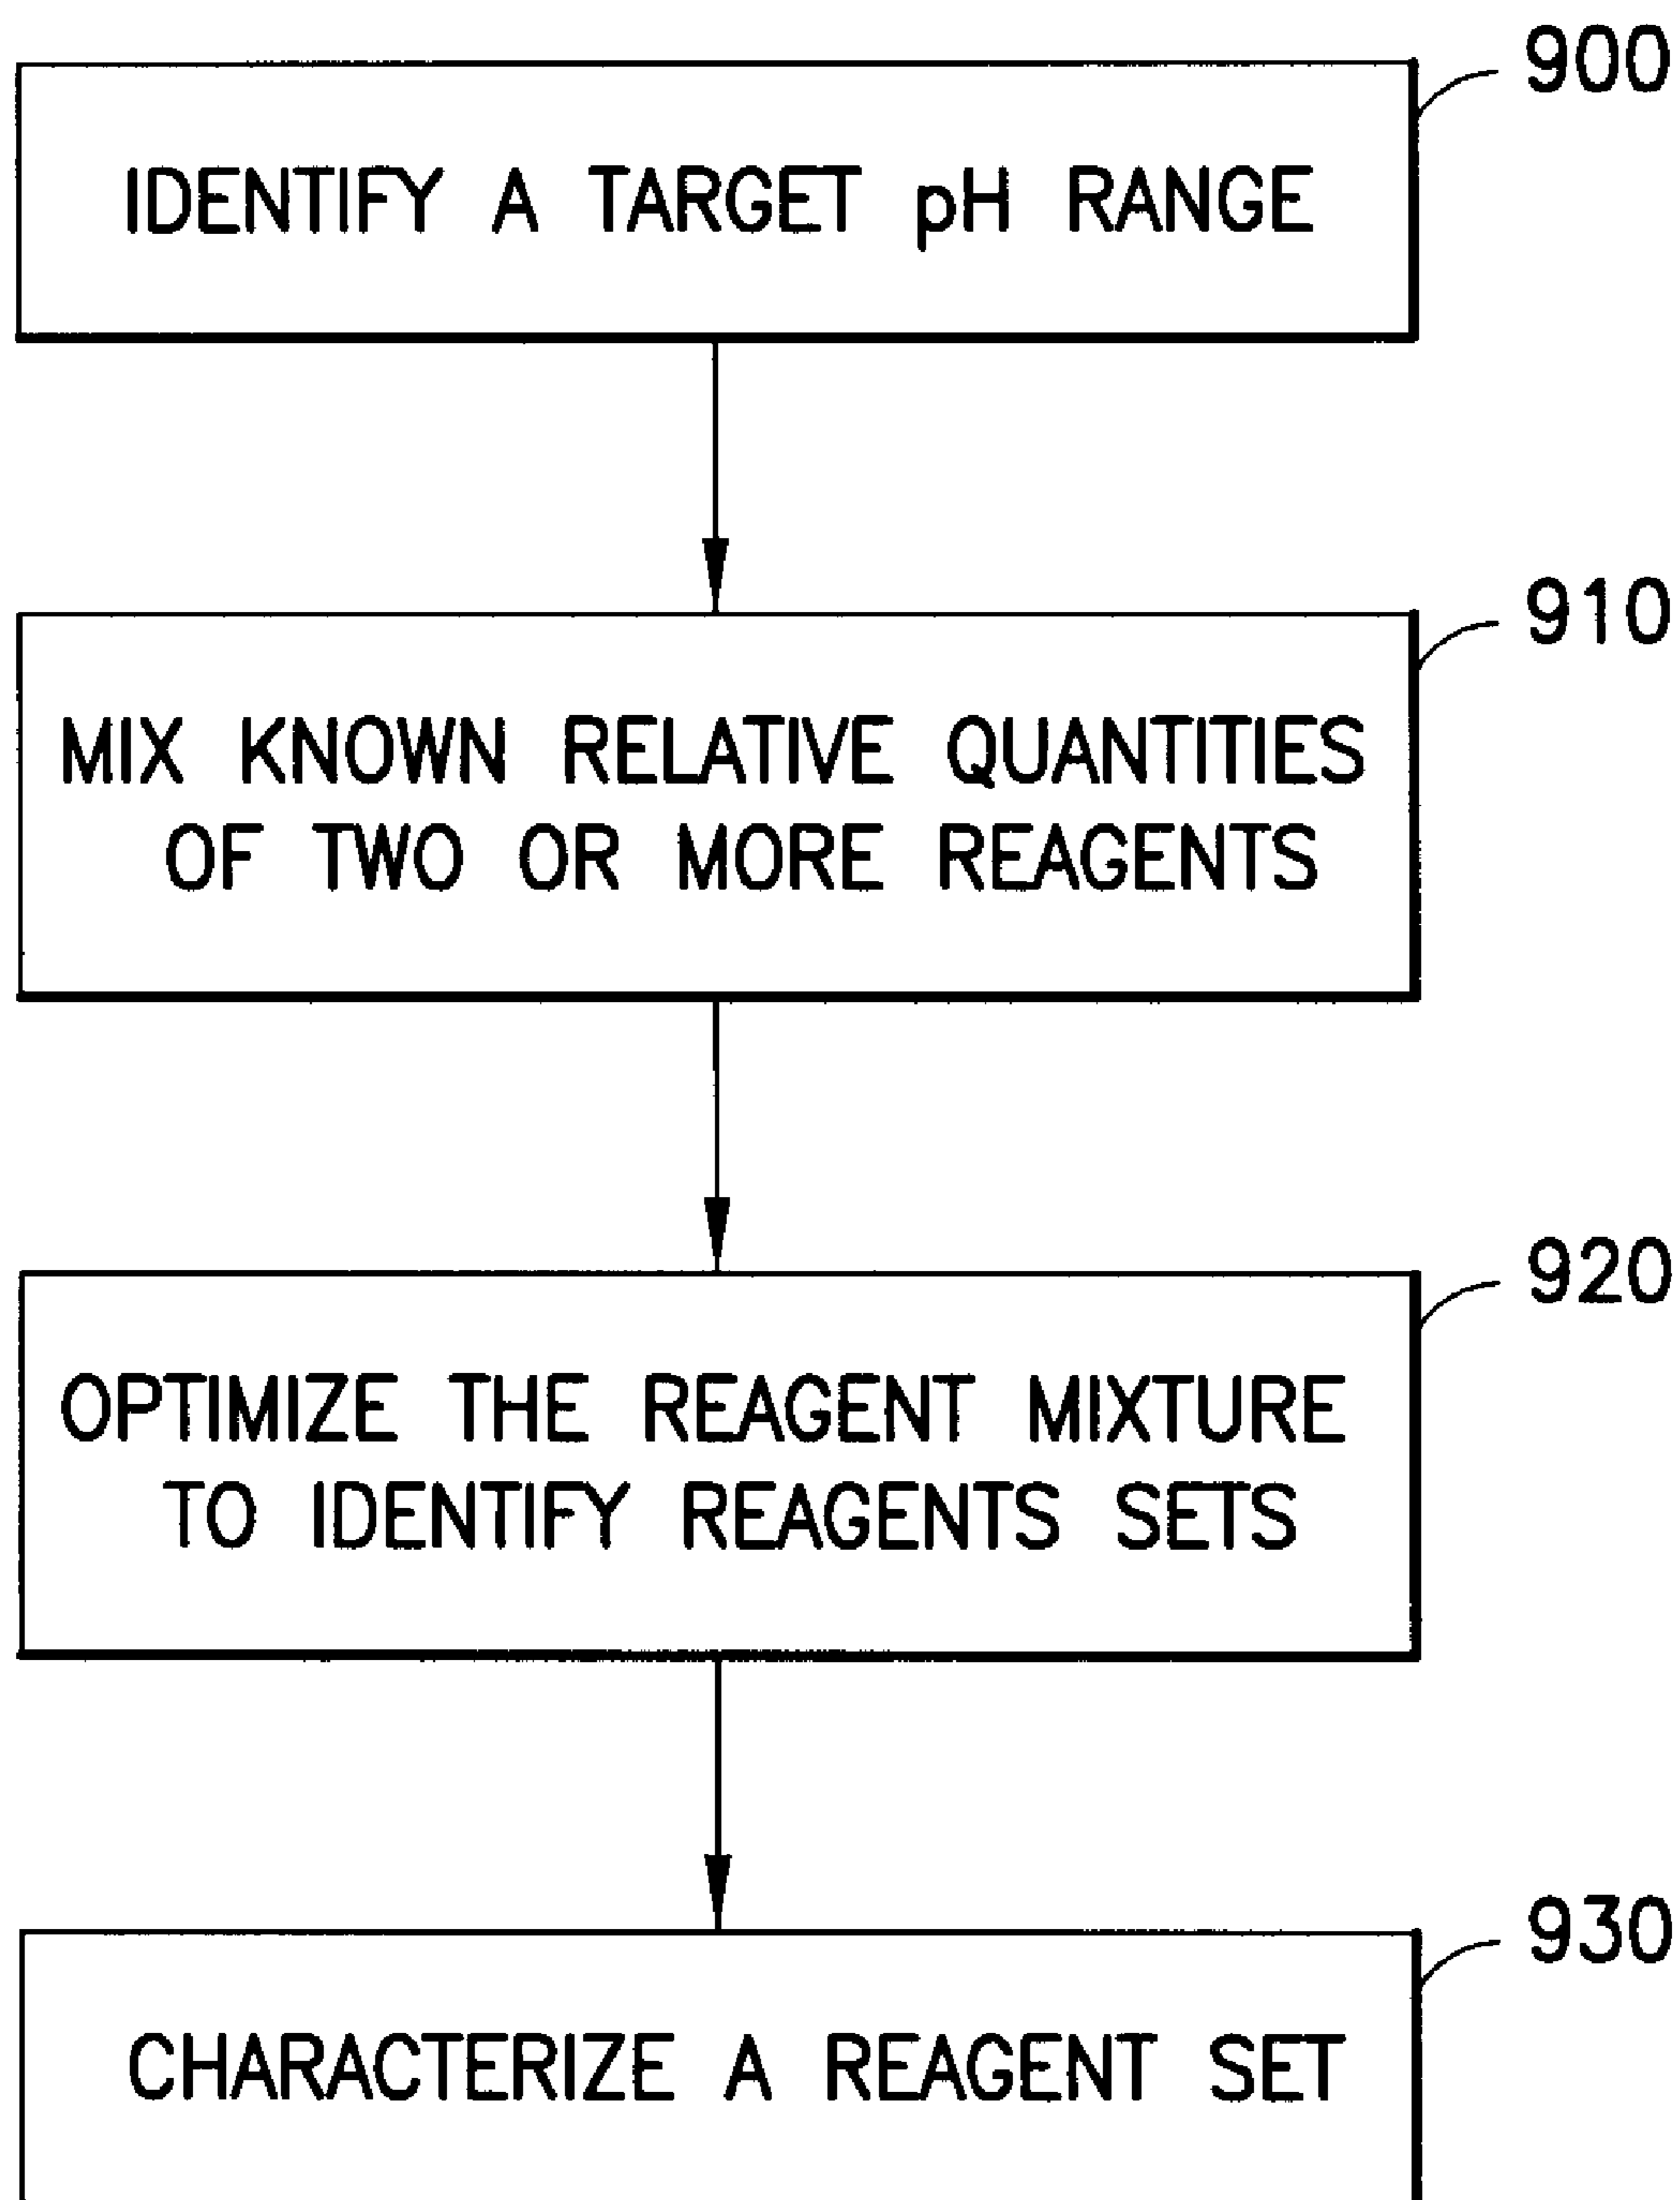 900
IDENTIFY A TARGET pH RANGE
910
MIX KNOWN RELATIVE QUANTITIES
OF TWO OR MORE REAGENTS
920
OPTIMIZE THE REAGENT MIXTURE
TO IDENTIFY REAGENTS SETS
930
CHARACTERIZE A REAGENT SET